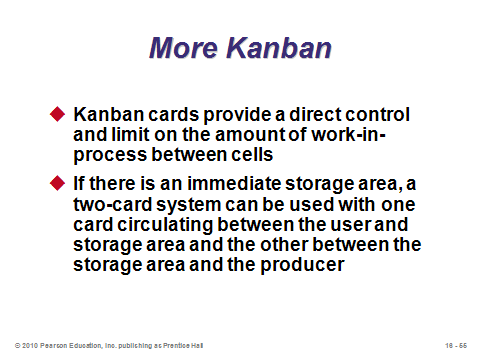 More Kanban
Kanban cards provide a direct control
and limit on the amount of work-in-
process between cells
If there is an immediate storage area, a
two-card system can be used with one
card circulating between the user and
storage area and the other between the
storage area and the producer
© 2010 Pearson Education, Inc. publishing as Prentice Hall
16 - 55